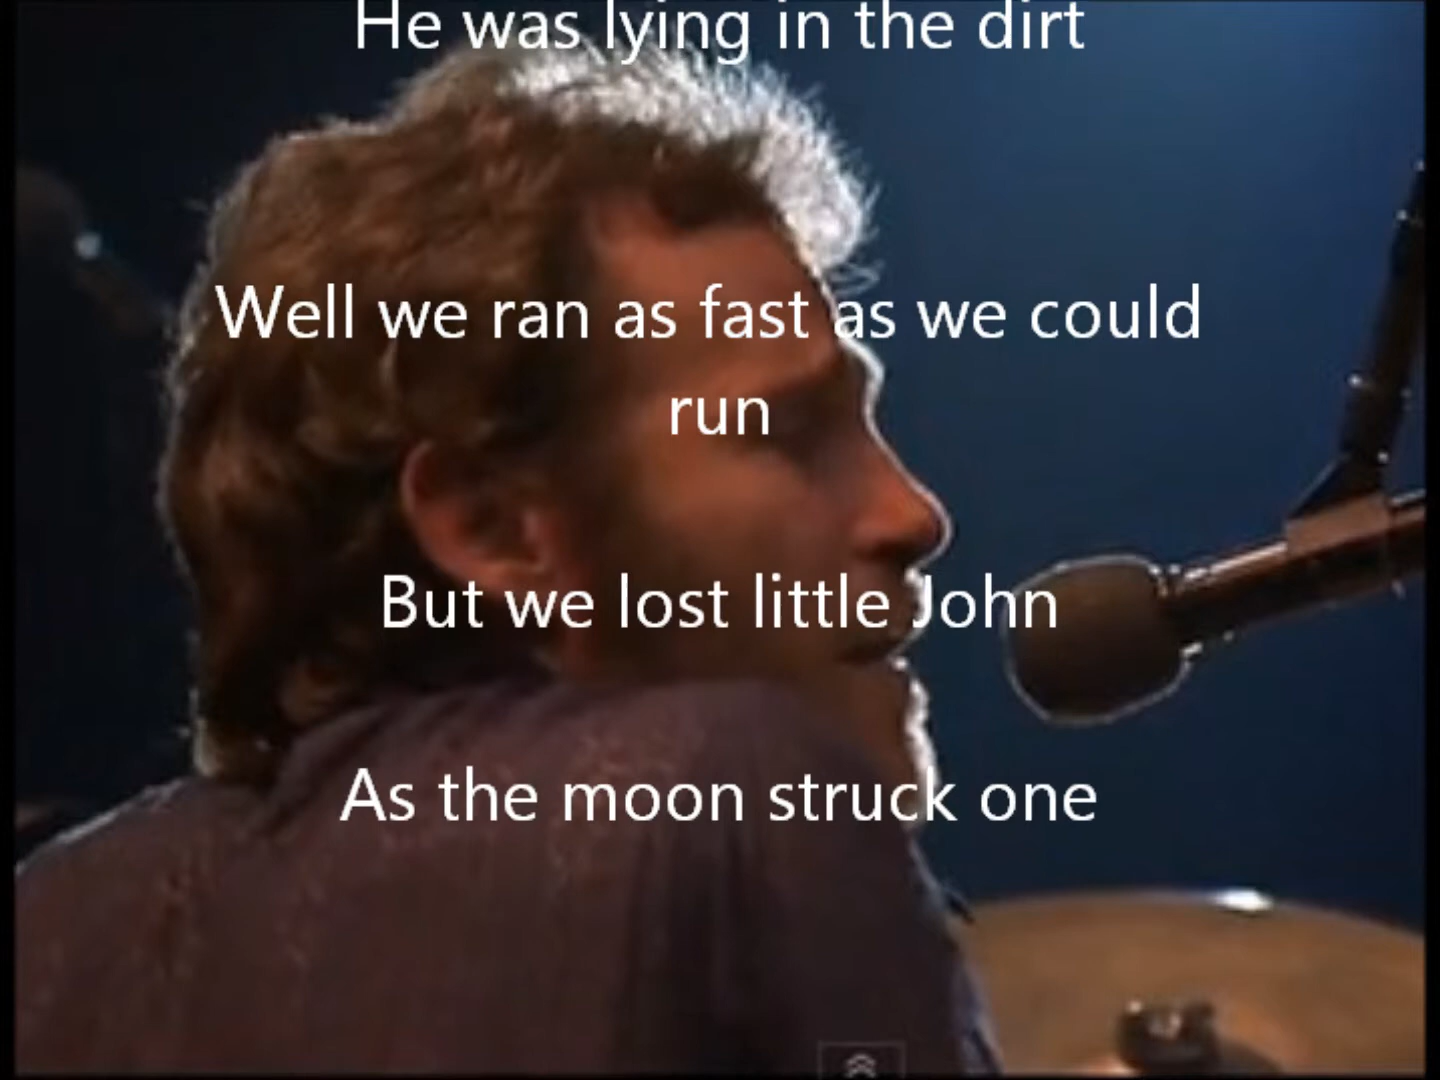 He was lying in the dirt
Well we ran as fast as we could
run
But we lost little John
As the moon struck one